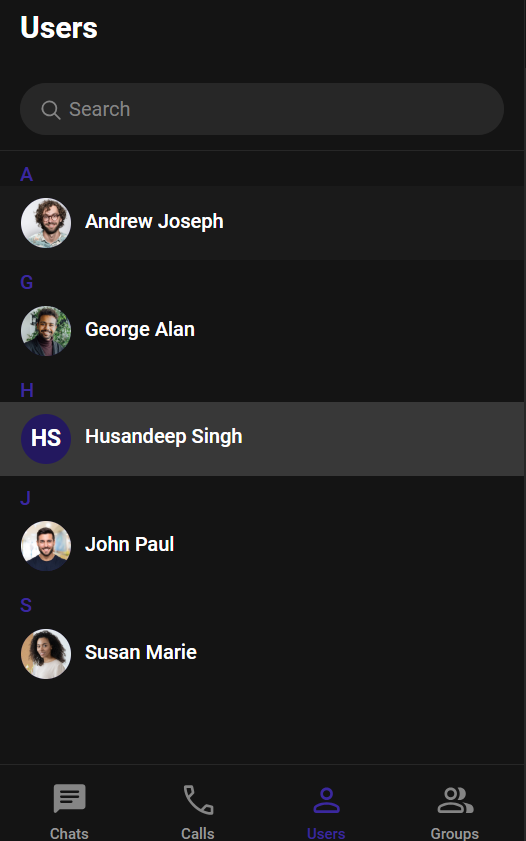 Users
Search
A
Andrew Joseph
G
George Alan
H
HS
Husandeep Singh
J
John Paul
S
Susan Marie
Chats
Calls
Users
Groups